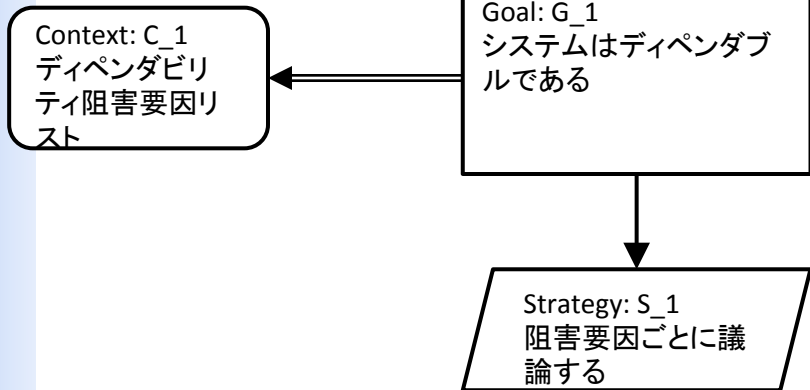 Context: C_1
ディペンダビリ
ティ阻害要因リ
スト
Goal: G_1
システムはディペンダブ
ルである
Strategy: S_1
阻害要因ごとに議
論する